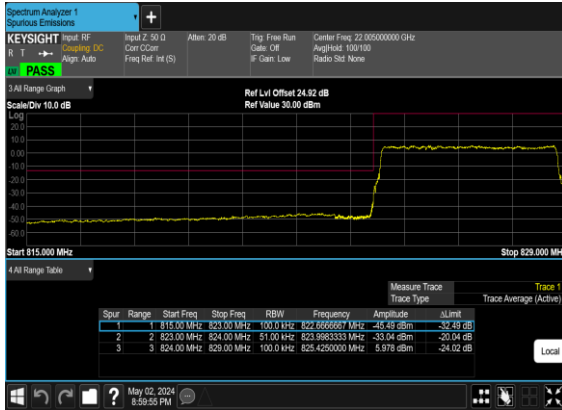 Spectrum Analyzer 1
Spurious Emissions
+
KEYSIGHT Input: RF Input Z: 50 Ω Atten: 20 dB Trig: Free Run Center Freq: 22.005000000 GHz
R T Coupling: DC Corr CCorr Gate: Off Avg|Hold: 100/100
Align: Auto Freq Ref: Int (S) IF Gain: Low Radio Std: None
PASS
3 All Range Graph
Ref Lvl Offset 24.92 dB
Scale/Div 10.0 dB Ref Value 30.00 dBm
Log
20.0
10.0
0.00
-10.0
-20.0
-30.0
-40.0
-50.0
-60.0
Start 815.000 MHz Stop 829.000 MH
4 All Range Table
Measure Trace Trace 1
Trace Type Trace Average (Active)
Spur Range Start Freq Stop Freq RBW Frequency Amplitude ΔLimit
1 1 815.00 MHz 823.00 MHz 100.0 kHz 822.6666667 MHz -45.49 dBm -32.49 dB
2 2 823.00 MHz 824.00 MHz 51.00 kHz 823.9983333 MHz -33.04 dBm -20.04 dB
3 3 824.00 MHz 829.00 MHz 100.0 kHz 825.4250000 MHz 5.978 dBm -24.02 dB
Local
?
May 02, 2024
8:59:55 PM